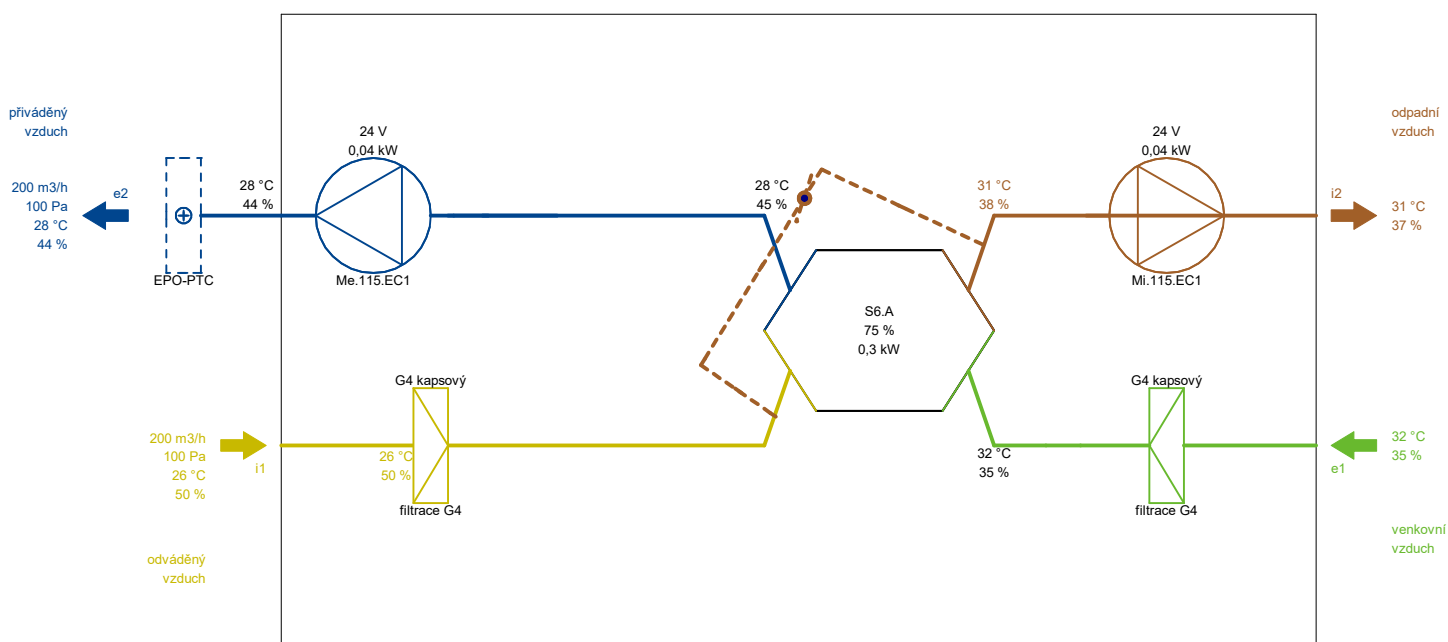 přiváděný
vzduch
24 V
0,04 kW
24 V
0,04 kW
odpadní
vzduch
200 m3/h
100 Pa
28 °C
44 %
e2
28 °C
44 %
28 °C
45 %
31 °C
38 %
i2
31 °C
37 %
EPO-PTC
Me.115.EC1
Mi.115.EC1
S6.A
75 %
0,3 kW
G4 kapsový
G4 kapsový
200 m3/h
100 Pa
26 °C
50 %
i1
26 °C
50 %
32 °C
35 %
e1
32 °C
35 %
filtrace G4
filtrace G4
odváděný
vzduch
venkovní
vzduch